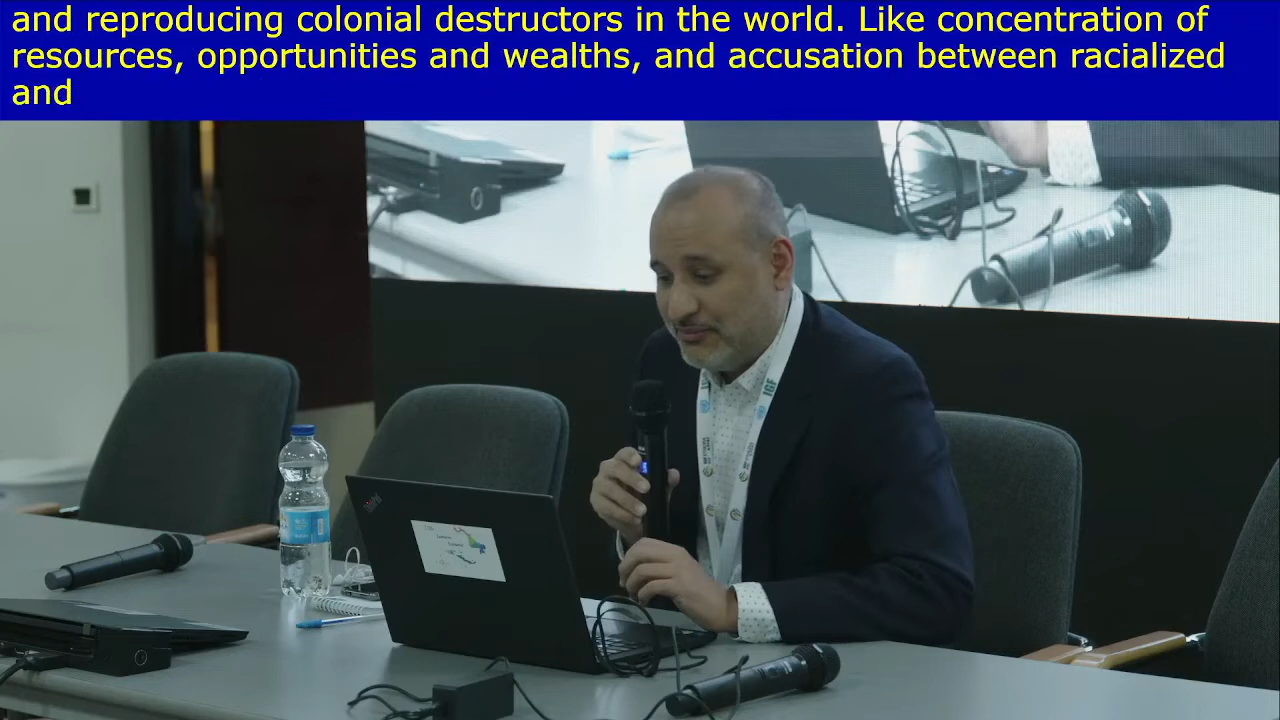 and reproducing colonial destructors in the world. Like concentration of
resources, opportunities and wealths, and accusation between racialized
and
IGF